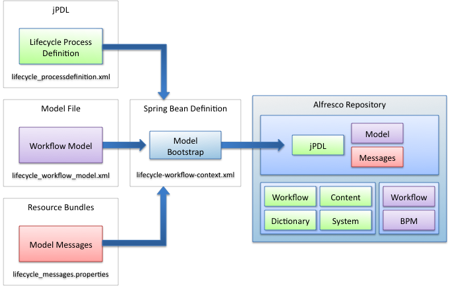 jPDL
Lifecycle Process
Definition
lifecycle_processdefinition.xml
Model File
Workflow Model
lifecycle_workflow_model.xml
Resource Bundles
Model Messages
lifecycle_messages.properties
Spring Bean Definition
Model
Bootstrap
lifecycle-workflow-context.xml
Alfresco Repository
jPDL
Model
Messages
Workflow
Content
Dictionary
System
Workflow
BPM